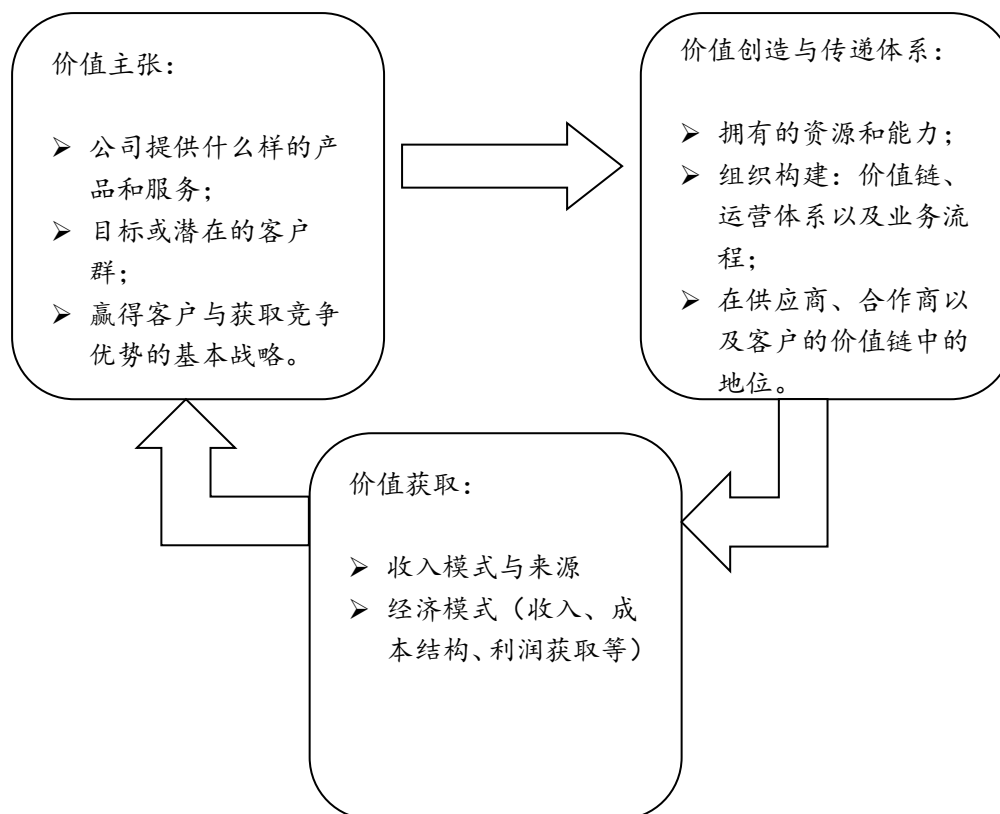 价值主张：
➢ 公司提供什么样的产
品和服务；
➢ 目标或潜在的客户
群；
➢ 赢得客户与获取竞争
优势的基本战略。
价值创造与传递体系：
➢ 拥有的资源和能力；
➢ 组织构建：价值链、
运营体系以及业务流
程；
➢ 在供应商、合作商以
及客户的价值链中的
地位。
价值获取：
➢ 收入模式与来源
➢ 经济模式（收入、成
本结构、利润获取等）